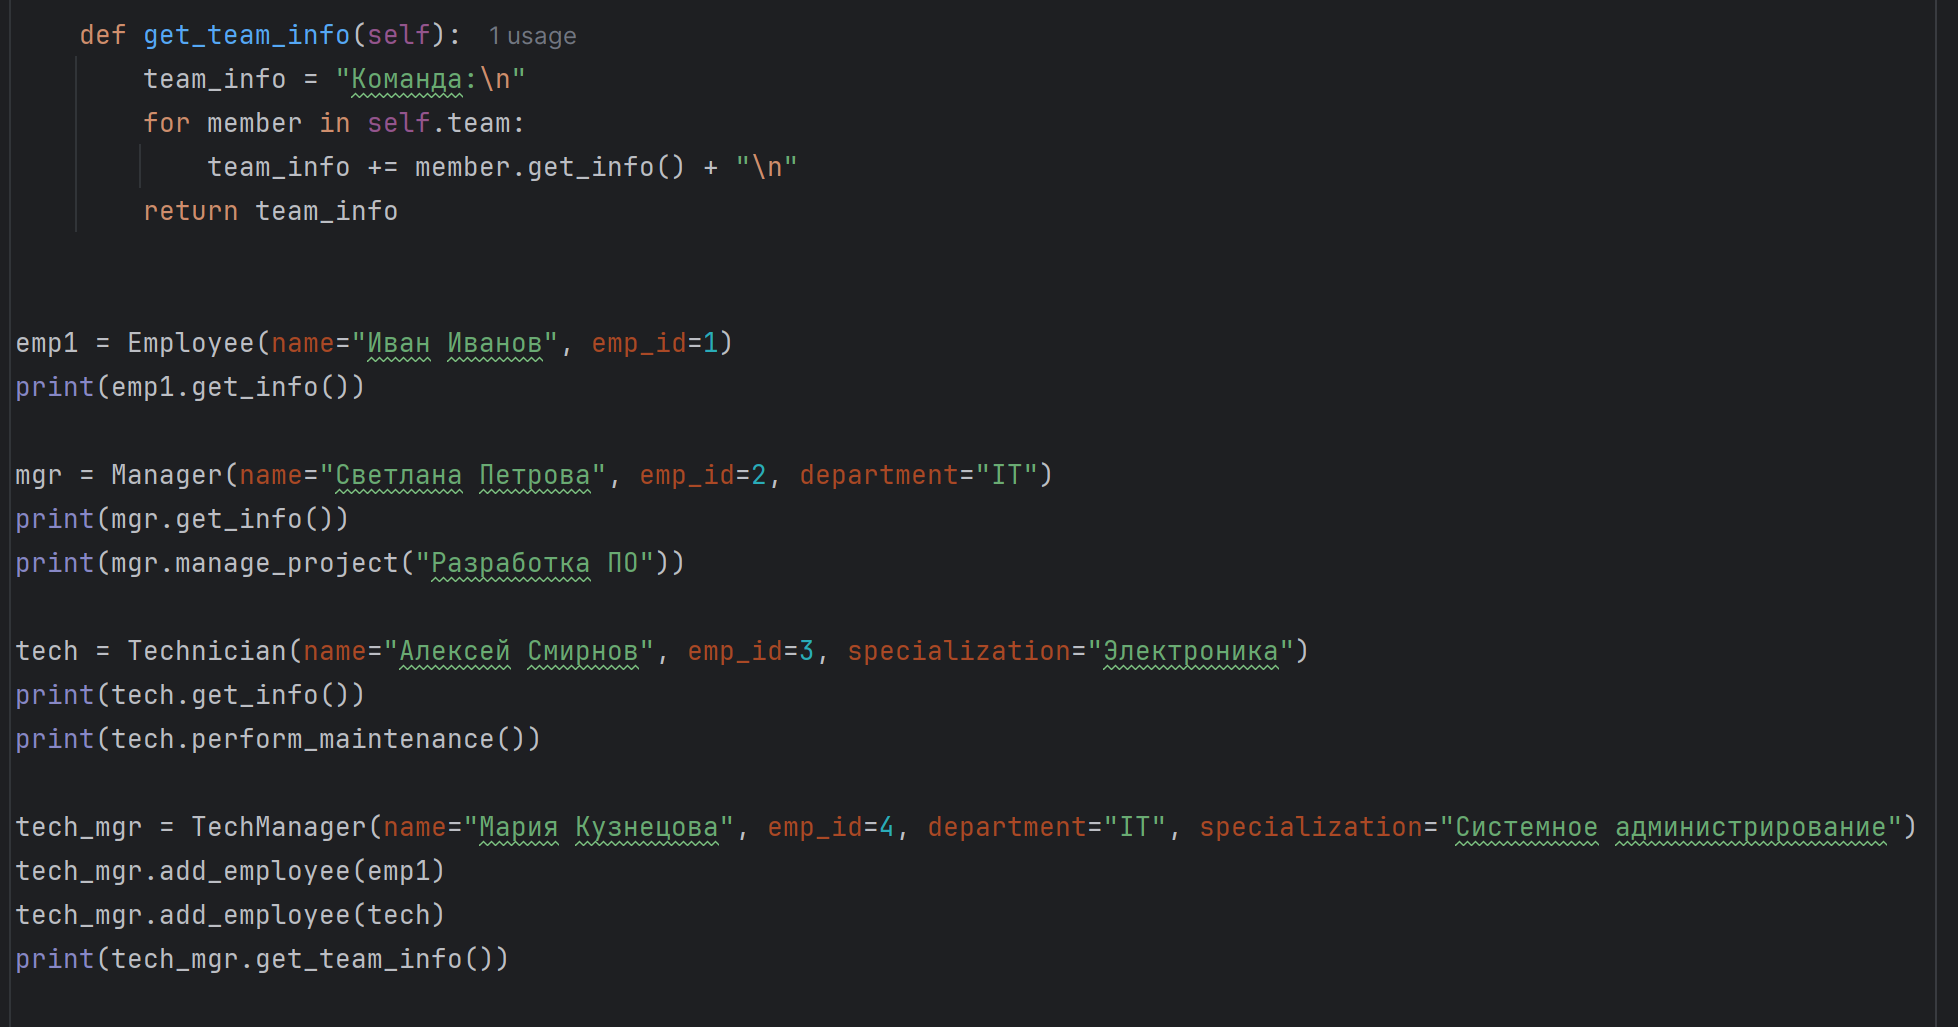 def get_team_info(self): 1 usage
team_info = "Команда:\n"
for member in self.team:
team_info += member.get_info() + "\n"
return team_info
emp1 = Employee(name="Иван Иванов", emp_id=1)
print(emp1.get_info())
mgr = Manager(name="Светлана Петрова", emp_id=2, department="IT")
print(mgr.get_info())
print(mgr.manage_project("Разработка ПО"))
tech = Technician(name="Алексей Смирнов", emp_id=3, specialization="Электроника")
print(tech.get_info())
print(tech.perform_maintenance())
tech_mgr = TechManager(name="Мария Кузнецова", emp_id=4, department="IT", specialization="Системное администрирование")
tech_mgr.add_employee(emp1)
tech_mgr.add_employee(tech)
print(tech_mgr.get_team_info())